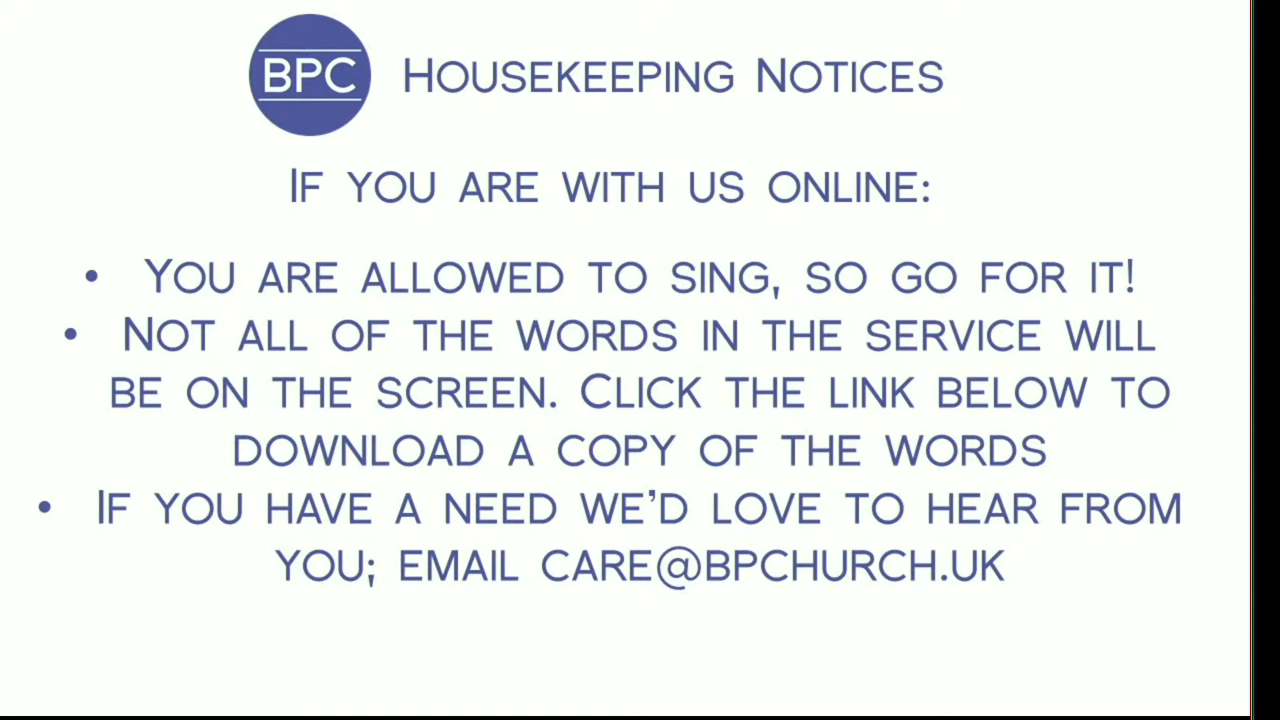 BPC Housekeeping Notices
If you are with us online:
• You are allowed to sing, so go for it!
• Not all of the words in the service will
be on the screen. Click the link below to
download a copy of the words
• If you have a need we’d love to hear from
you; email care@bpchurch.uk